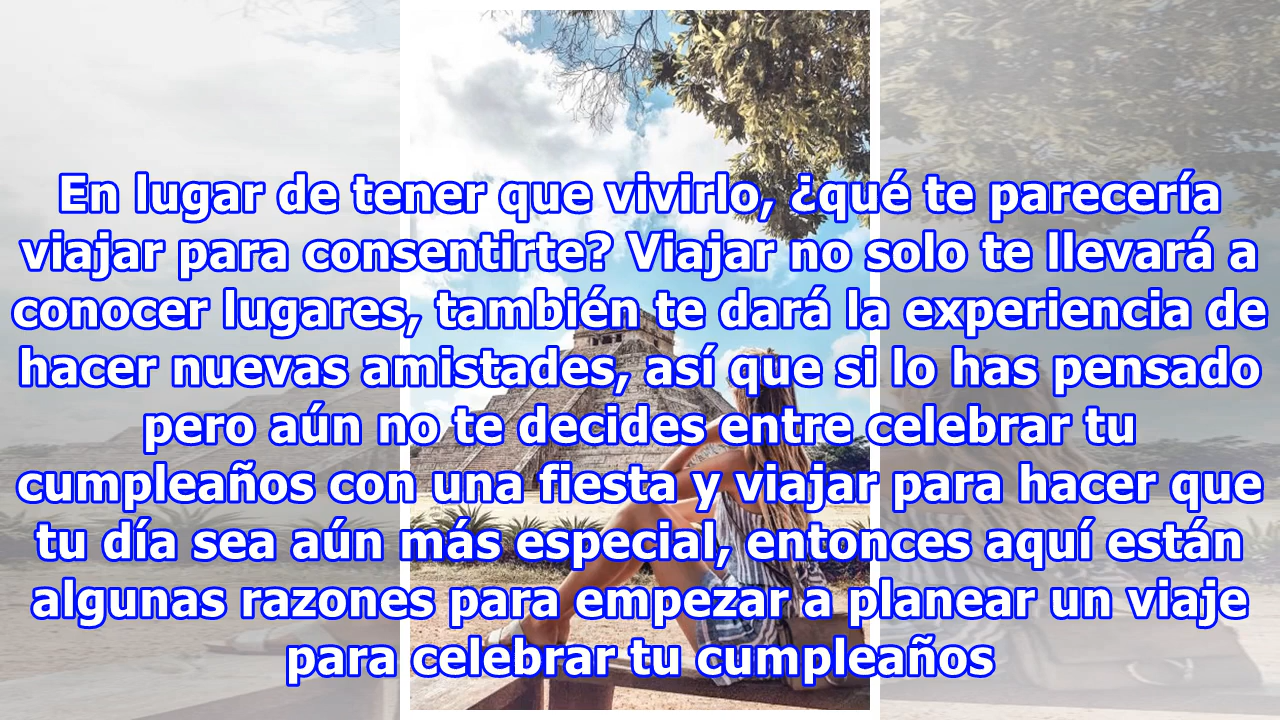 En lugar de tener que vivirlo, ¿qué te parecería
viajar para consentirte? Viajar no solo te llevará a
conocer lugares, también te dará la experiencia de
hacer nuevas amistades, así que si lo has pensado
pero aún no te decides entre celebrar tu
cumpleaños con una fiesta y viajar para hacer que
tu día sea aún más especial, entonces aquí están
algunas razones para empezar a planear un viaje
para celebrar tu cumpleaños